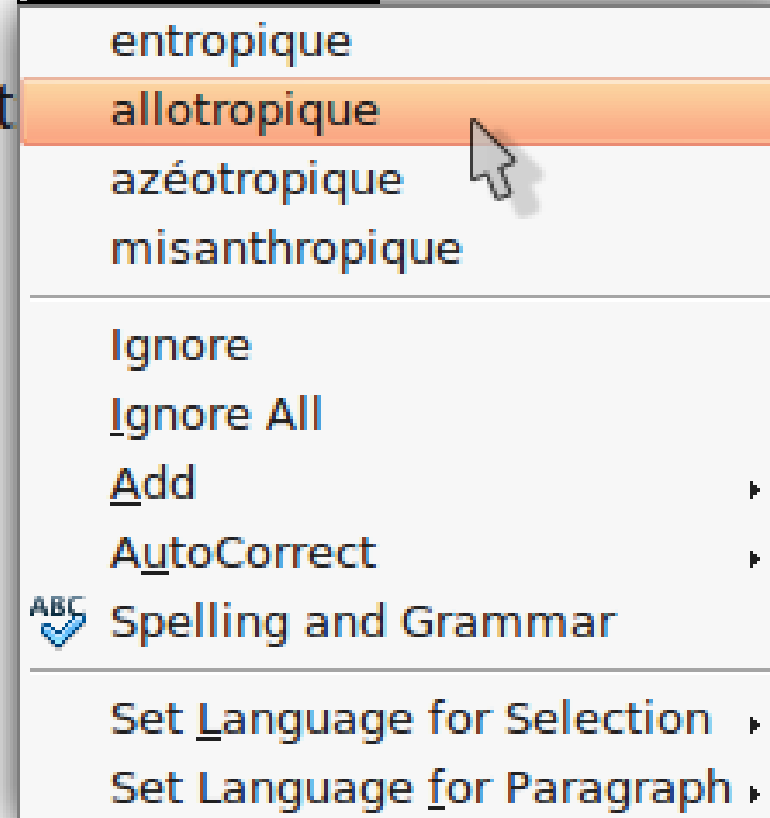 entropique
t
allotropique
azéotropique
misanthropique
Ignore
Ignore All
Add
AutoCorrect
ABC Spelling and Grammar
Set Language for Selection
Set Language for Paragraph